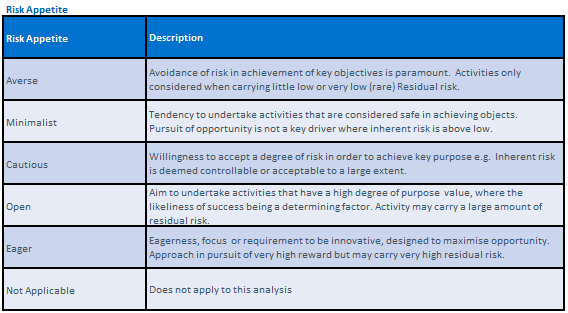 Risk Appetite
Risk Appetite
Description
Averse
Avoidance of risk in achievement of key objectives is paramount. Activities only
considered when carrying little low or very low (rare) Residual risk.
Minimalist
Tendency to undertake activities that are considered safe in achieving objects.
Pursuit of opportunity is not a key driver where inherent risk is above low.
Cautious
Willingness to accept a degree of risk in order to achieve key purpose e.g. Inherent risk
is deemed controllable or acceptable to a large extent.
Open
Aim to undertake activities that have a high degree of purpose value, where the
likeliness of success being a determining factor. Activity may carry a large amount of
residual risk.
Eager
Eagerness, focus or requirement to be innovative, designed to maximise opportunity.
Approach in pursuit of very high reward but may carry very high residual risk.
Not Applicable
Does not apply to this analysis